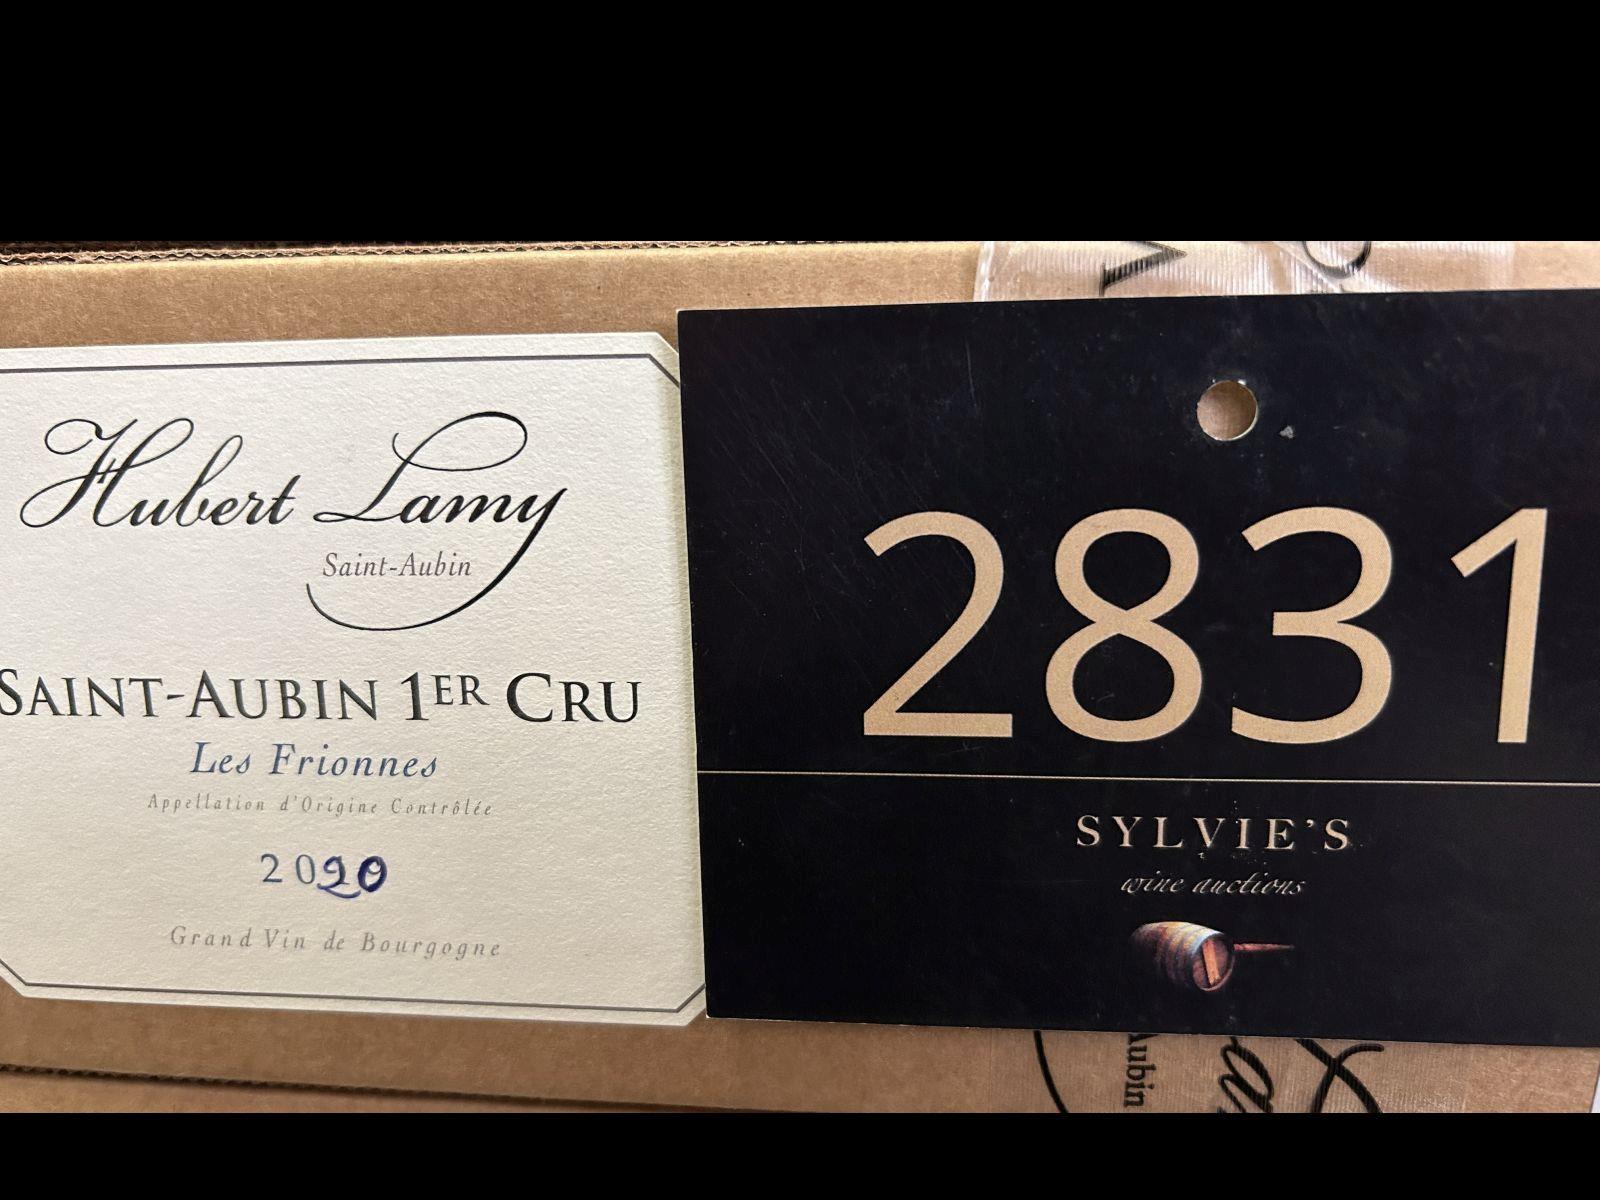 Hubert Lamy
Saint-Aubin
SAINT-AUBIN 1ER CRU
Les Frionnes
Appellation d'Origine Contrôlée
2020
Grand Vin de Bourgogne
2831
SYLVIE'S
wine auctions
Aubin